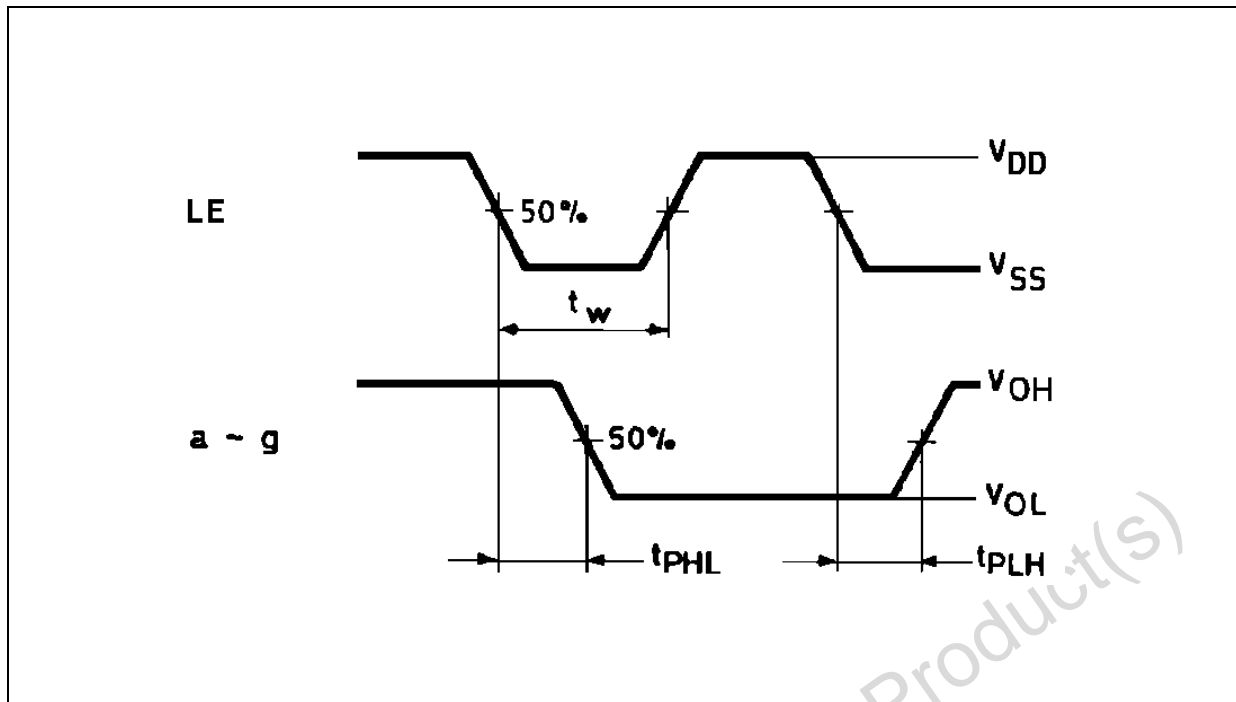 LE
50%
VDD
VSS
tw
a ~ g
50%
VOH
VOL
tPHL
tPLH
Product(s)